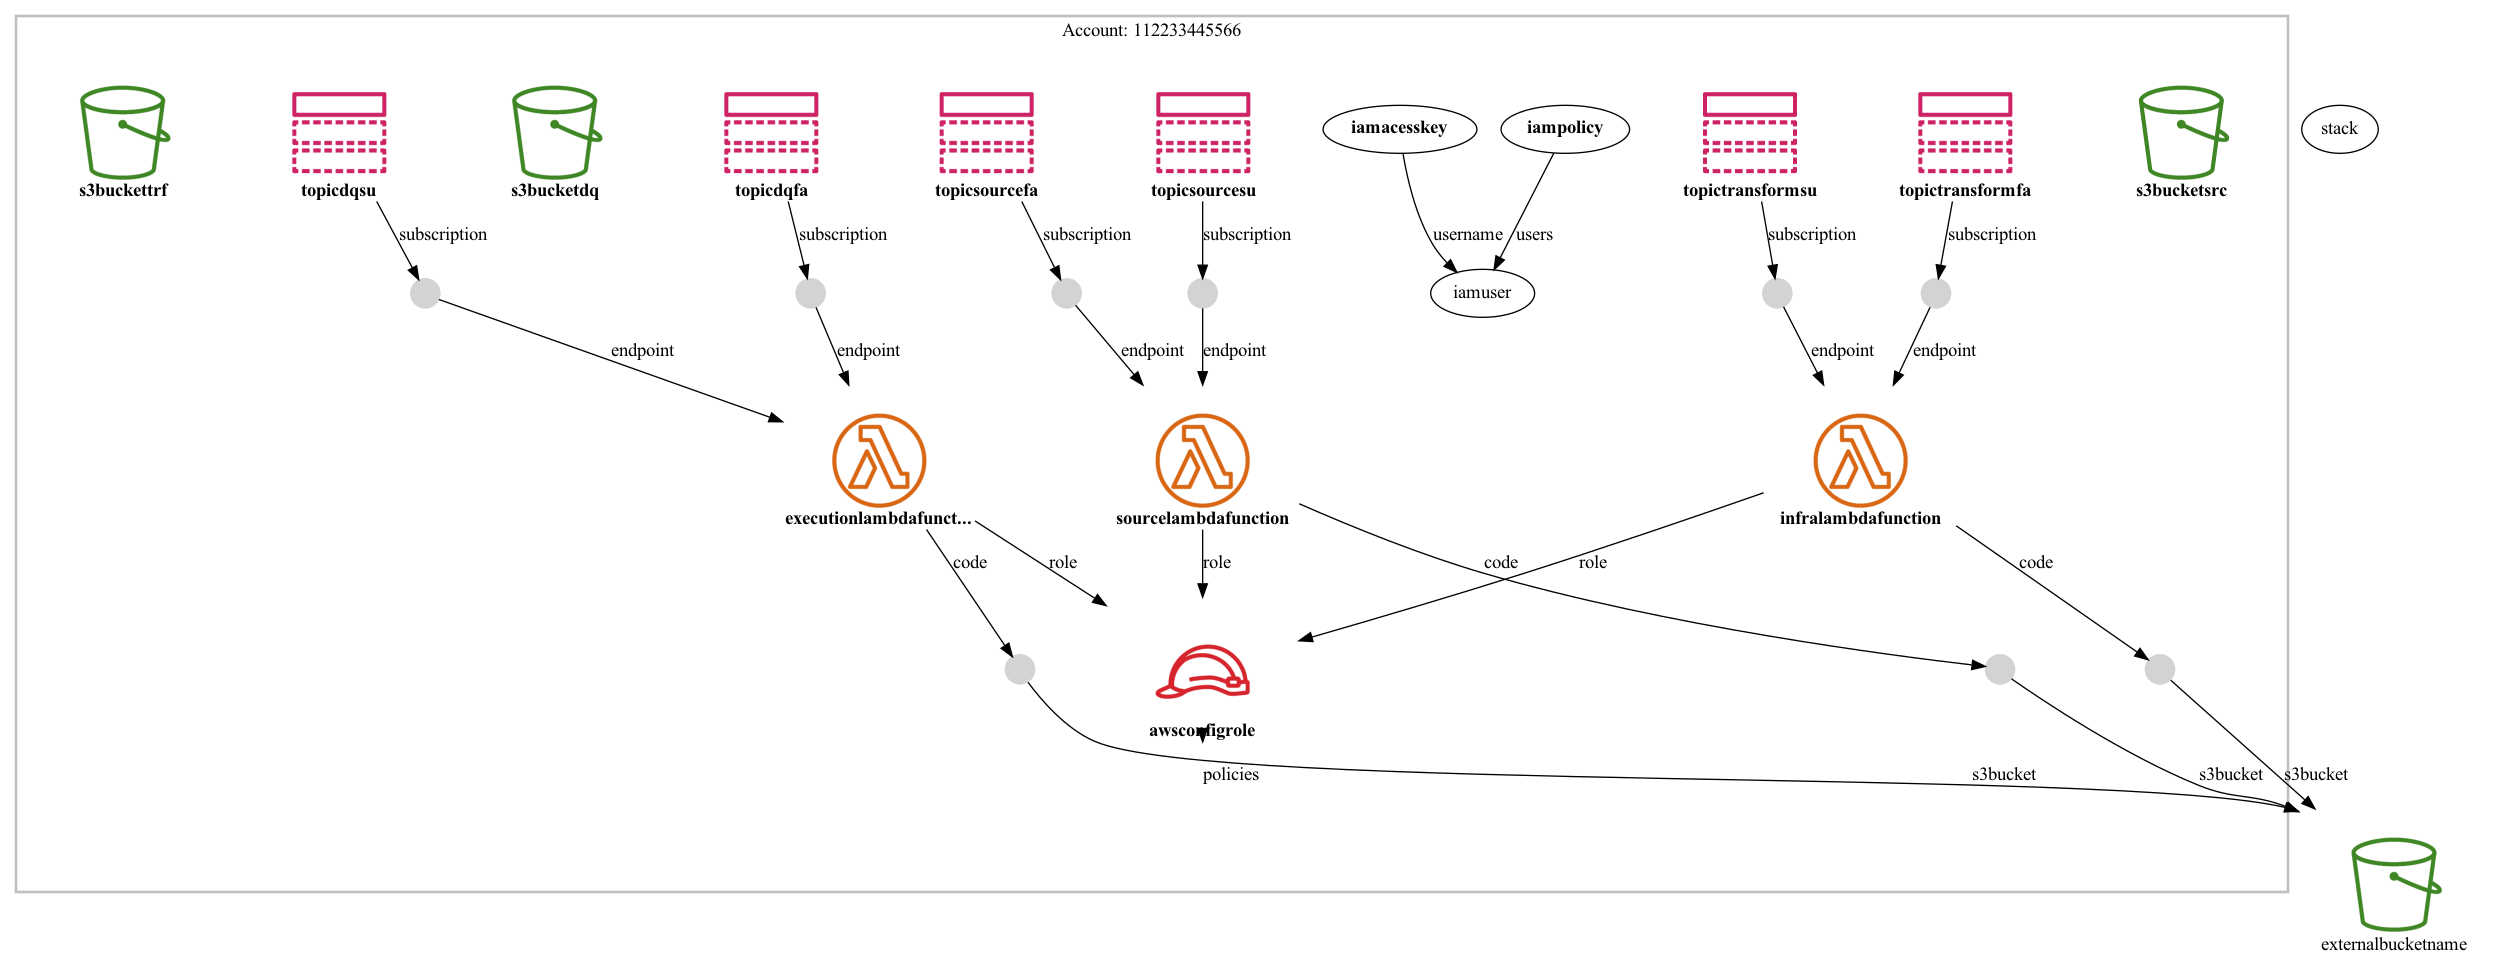 Account: 112233445566
s3buckettrf
topicdqsu
s3bucketdq
topicdqfa
topicsourcefa
topicsourcesu
iamacesskey
iampolicy
topictransformsu
topictransformfa
s3bucketsrc
stack
subscription
subscription
subscription
subscription
username
users
subscription
subscription
iamuser
endpoint
endpoint
endpoint
endpoint
endpoint
endpoint
executionlambdafunct...
sourcelambdafunction
infralambdafunction
code
role
role
code
role
code
awsconfigrole
policies
s3bucket
s3bucket
s3bucket
externalbucketname